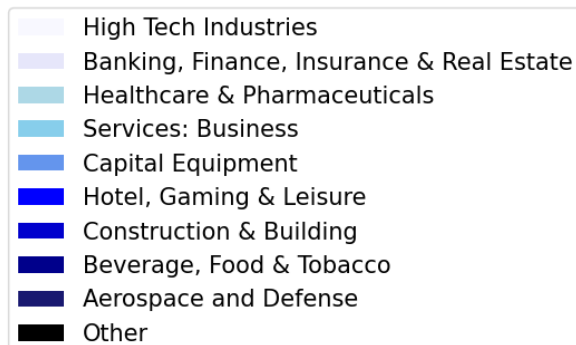 High Tech Industries
Banking, Finance, Insurance & Real Estate
Healthcare & Pharmaceuticals
Services: Business
Capital Equipment
Hotel, Gaming & Leisure
Construction & Building
Beverage, Food & Tobacco
Aerospace and Defense
Other